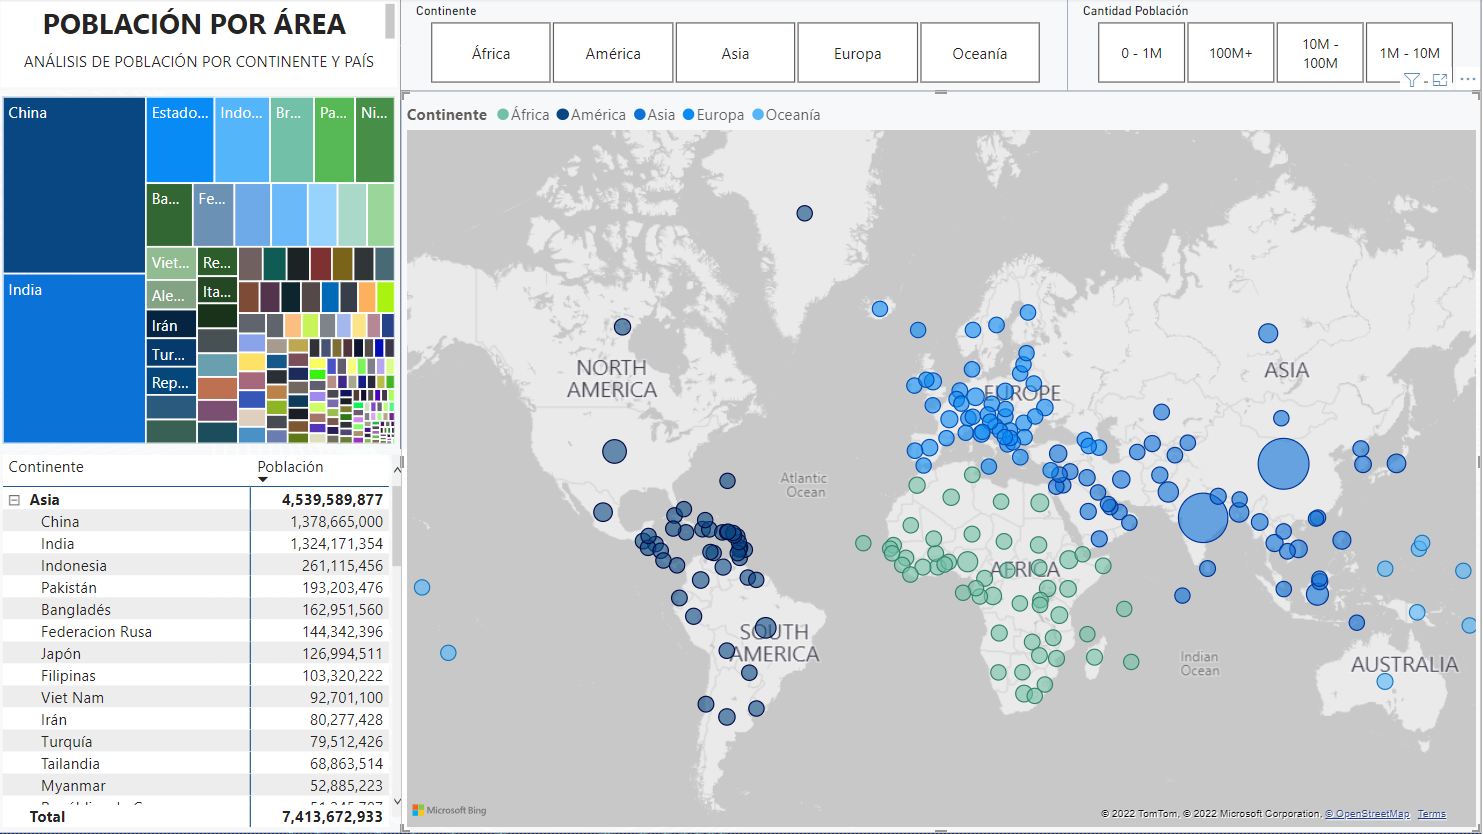 POBLACIÓN POR ÁREA
ANÁLISIS DE POBLACIÓN POR CONTINENTE Y PAÍS
Continente
África
América
Asia
Europa
Oceanía
Cantidad Población
0 - 1M
100M+
10M -
100M
1M - 10M
China
Estado...
Indo...
Br...
Pa...
Ni...
Ba...
Fe...
Viet...
Re...
India
Ale...
Ita...
Irán
Tur...
Rep...
Continente África América Asia Europa Oceanía
NORTH
AMERICA
EUROPE
ASIA
Atlantic
Ocean
AFRICA
SOUTH
AMERICA
Indian
Ocean
AUSTRALIA
Microsoft Bing
© 2022 TomTom, © 2022 Microsoft Corporation, © OpenStreetMap Terms
Continente Población
Asia 4,539,589,877
China 1,378,665,000
India 1,324,171,354
Indonesia 261,115,456
Pakistán 193,203,476
Bangladés 162,951,560
Federacion Rusa 144,342,396
Japón 126,994,511
Filipinas 103,320,222
Viet Nam 92,701,100
Irán 80,277,428
Turquía 79,512,426
Tailandia 68,863,514
Myanmar 52,885,223
Total 7,413,672,933